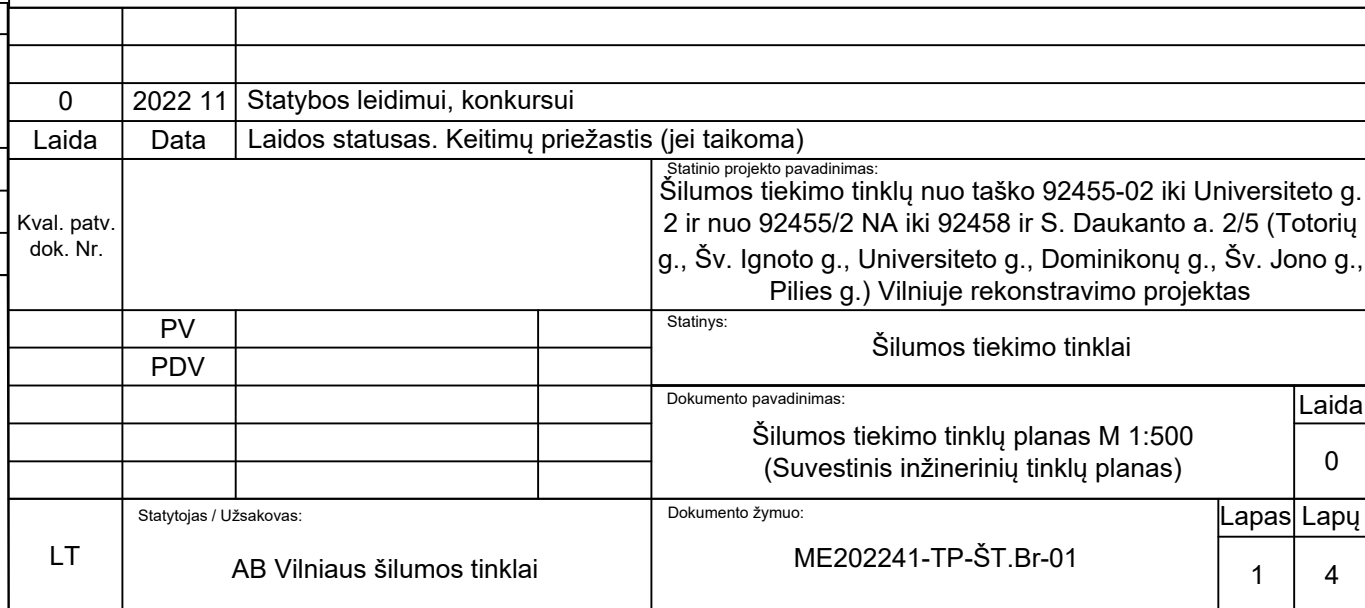 0 2022 11 Statybos leidimui, konkursui
Laida Data Laidos statusas. Keitimų priežastis (jei taikoma)
Kval. patv.
dok. Nr.
Statinio projekto pavadinimas:
Šilumos tiekimo tinklų nuo taško 92455-02 iki Universiteto g.
2 ir nuo 92455/2 NA iki 92458 ir S. Daukanto a. 2/5 (Totorių
g., Šv. Ignoto g., Universiteto g., Dominikonų g., Šv. Jono g.,
Pilies g.) Vilniuje rekonstravimo projektas
PV
PDV
Statinys:
Šilumos tiekimo tinklai
Dokumento pavadinimas:
Šilumos tiekimo tinklų planas M 1:500
(Suvestinis inžinerinių tinklų planas)
Laida
0
LT
Statytojas / Užsakovas:
AB Vilniaus šilumos tinklai
Dokumento žymuo:
ME202241-TP-ŠT.Br-01
Lapas Lapų
1 4